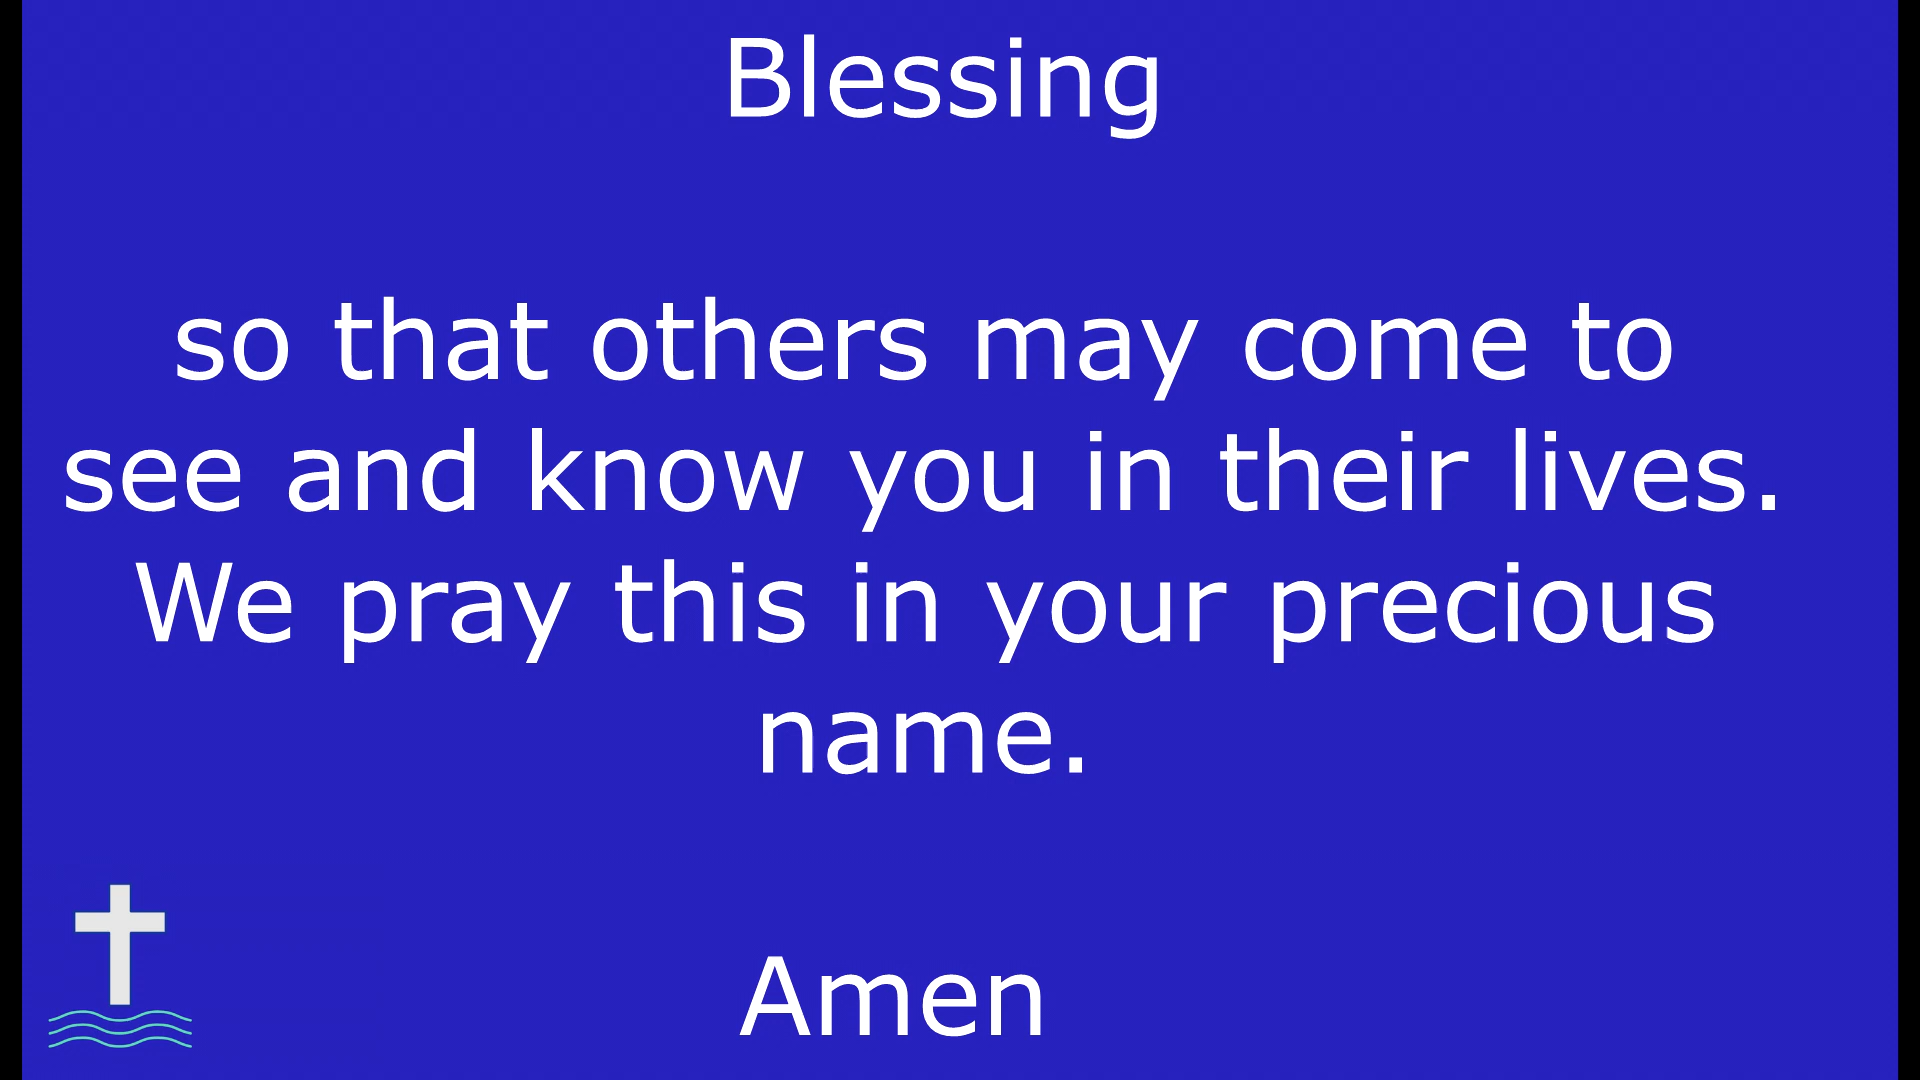 Blessing
so that others may come to
see and know you in their lives.
We pray this in your precious
name.
Amen